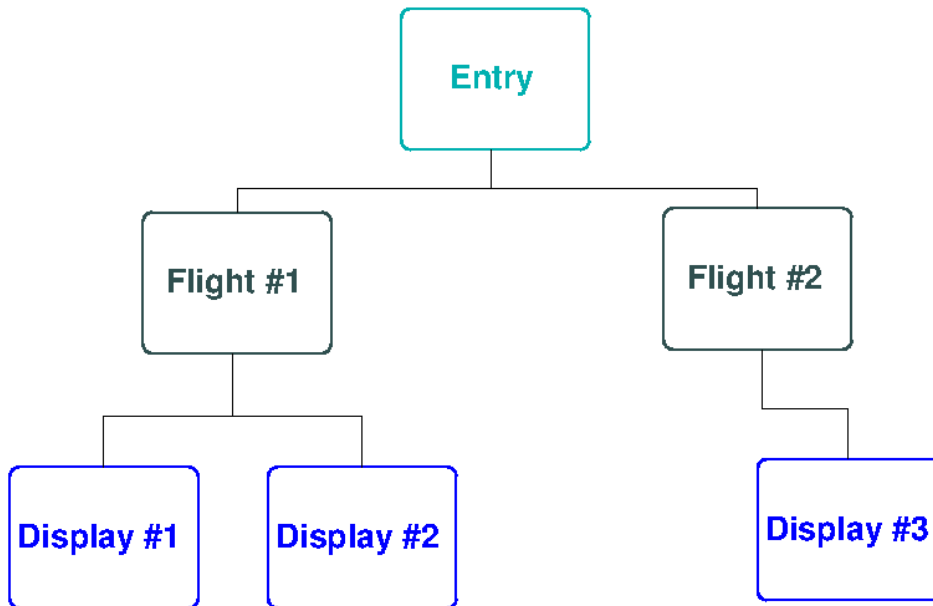 Entry
Flight #1
Flight #2
Display #1
Display #2
Display #3